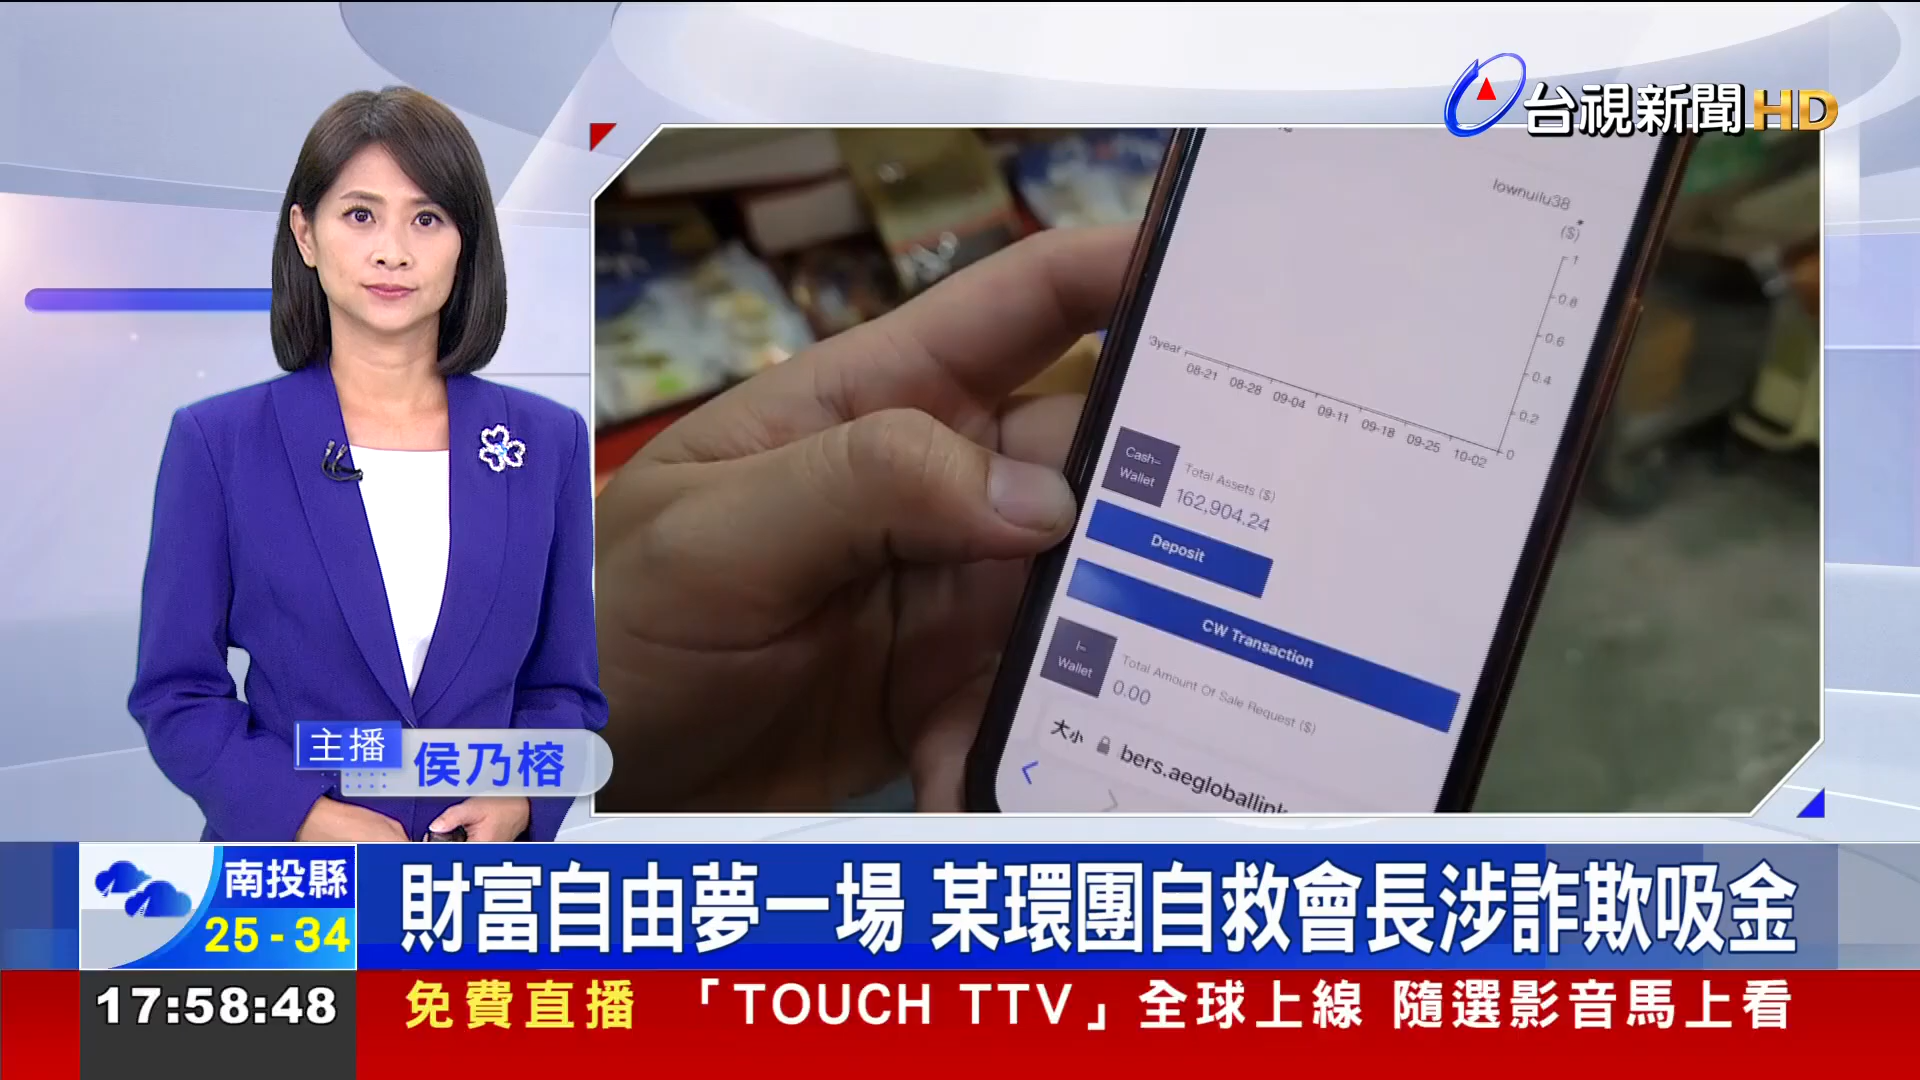 台視新聞HD
lownuilu38
($)
1
0.8
0.6
0.4
0.2
0
3year
08-21 08-28 09-04 09-11 09-18 09-25 10-02
Cash-
Wallet
Total Assets ($)
162,904.24
Deposit
CW Transaction
I-
Wallet
Total Amount Of Sale Request ($)
0.00
大小
bers.aegloballink
主播
侯乃榕
南投縣
25-34
財富自由夢一場 某環團自救會長涉詐欺吸金
17:58:48
免費直播 「TOUCH TTV」全球上線 隨選影音馬上看